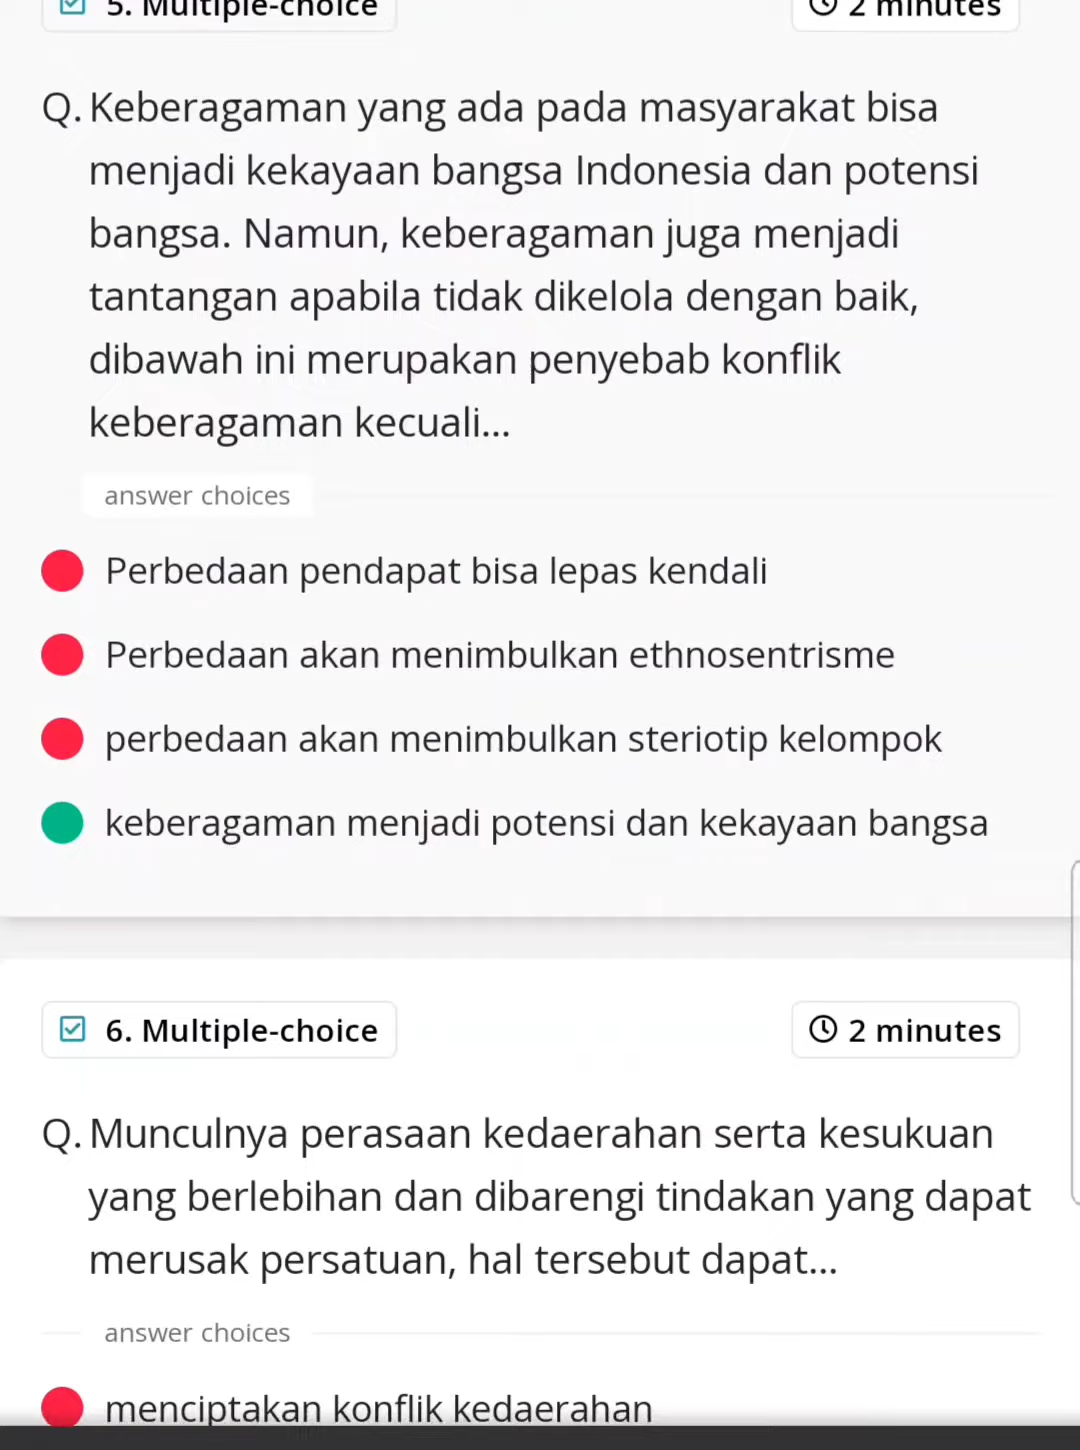 5. Multiple-choice
2 minutes
Q. Keberagaman yang ada pada masyarakat bisa
menjadi kekayaan bangsa Indonesia dan potensi
bangsa. Namun, keberagaman juga menjadi
tantangan apabila tidak dikelola dengan baik,
dibawah ini merupakan penyebab konflik
keberagaman kecuali...
answer choices
Perbedaan pendapat bisa lepas kendali
Perbedaan akan menimbulkan ethnosentrisme
perbedaan akan menimbulkan steriotip kelompok
keberagaman menjadi potensi dan kekayaan bangsa
6. Multiple-choice
2 minutes
Q. Munculnya perasaan kedaerahan serta kesukuan
yang berlebihan dan dibarengi tindakan yang dapat
merusak persatuan, hal tersebut dapat...
answer choices
menciptakan konflik kedaerahan